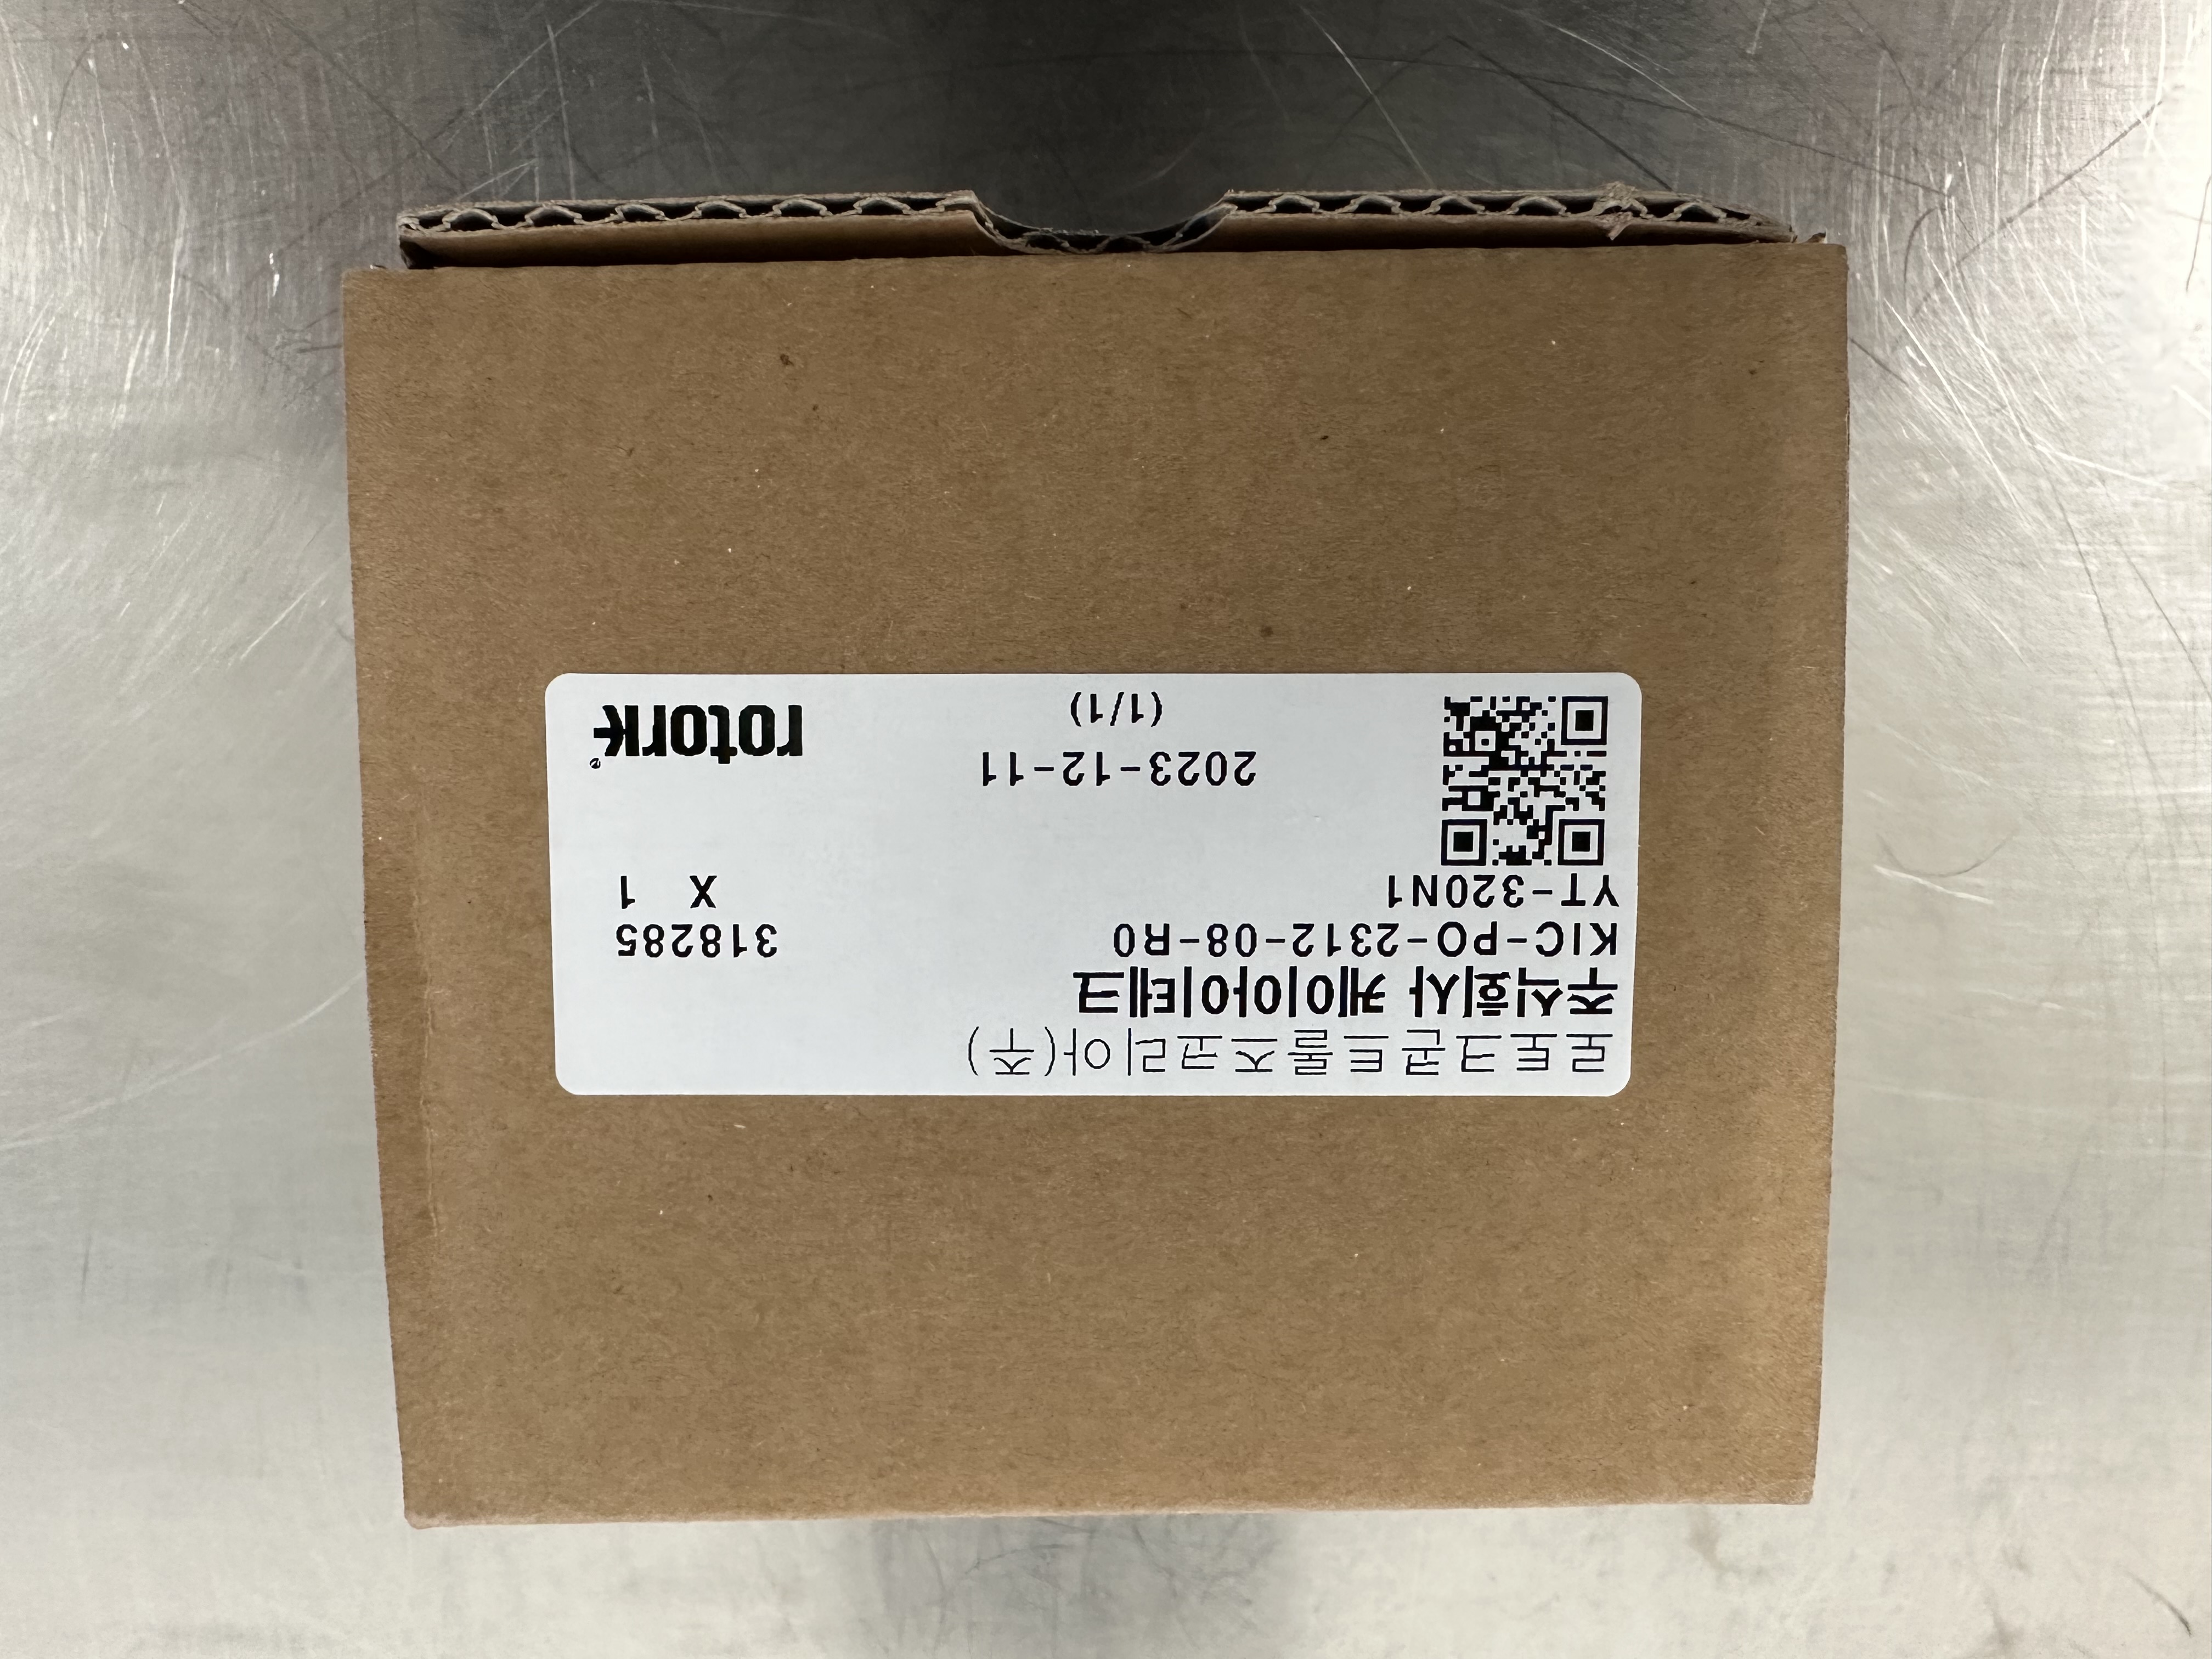 로토크콘트롤즈코리아(주)
주식회사 케이아이테크
KIC-PO-2312-08-R0 318285
YT-320N1 X 1
2023-12-11
(1/1)
rotork®